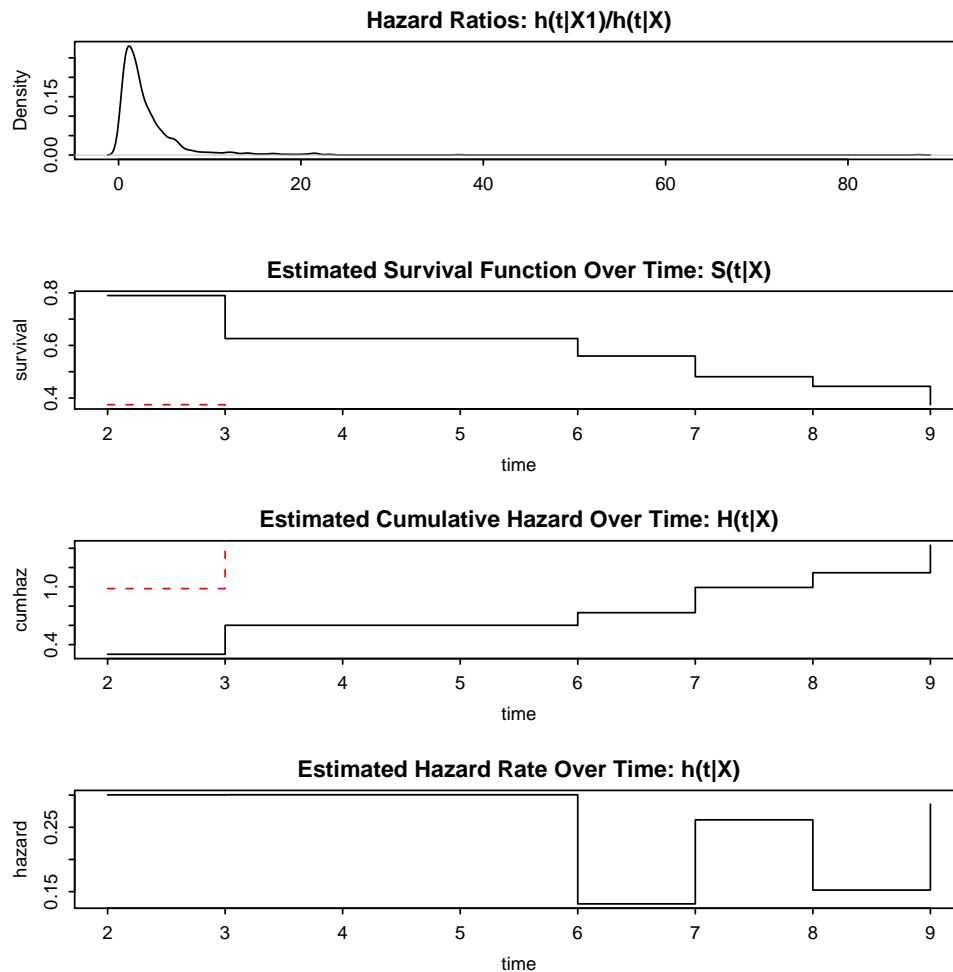 Hazard Ratios: h(t|X1)/h(t|X)
Density
0.15
0.00
0 20 40 60 80
Estimated Survival Function Over Time: S(t|X)
survival
0.8
0.6
0.4
2 3 4 5 6 7 8 9
time
Estimated Cumulative Hazard Over Time: H(t|X)
cumhaz
1.0
0.4
2 3 4 5 6 7 8 9
time
Estimated Hazard Rate Over Time: h(t|X)
hazard
0.25
0.15
2 3 4 5 6 7 8 9
time